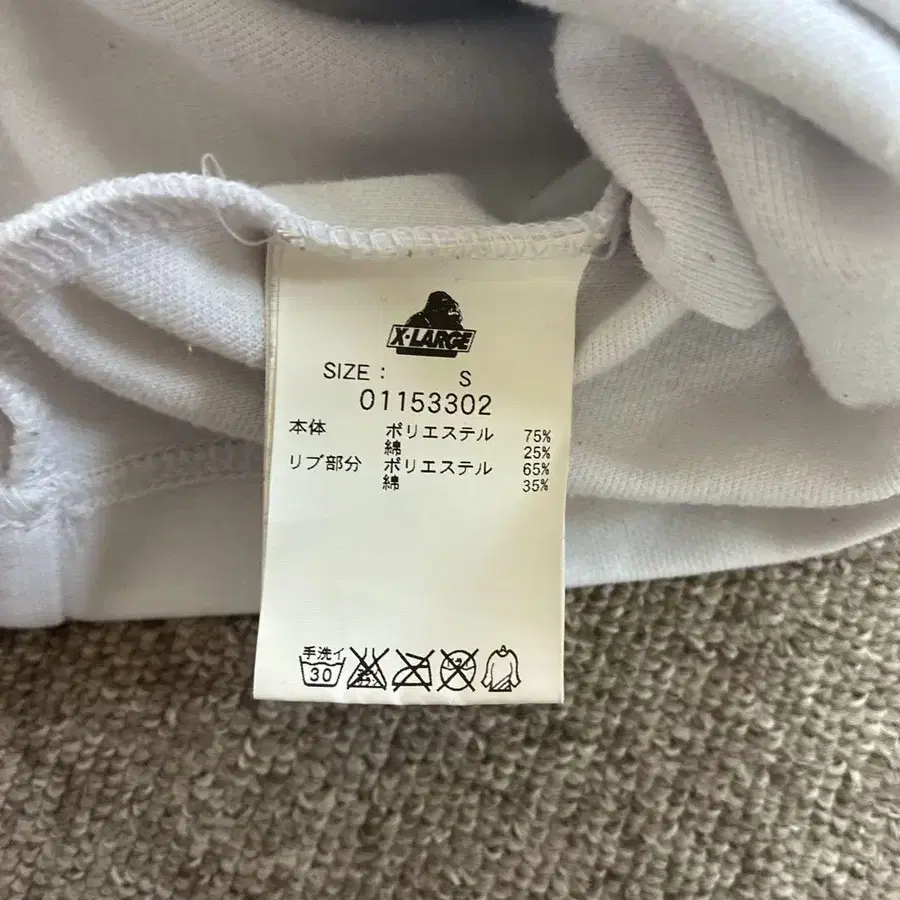 X-LARGE
SIZE : S
01153302
本体 ポリエステル 75%
綿 25%
リブ部分 ポリエステル 65%
綿 35%
手洗イ
30